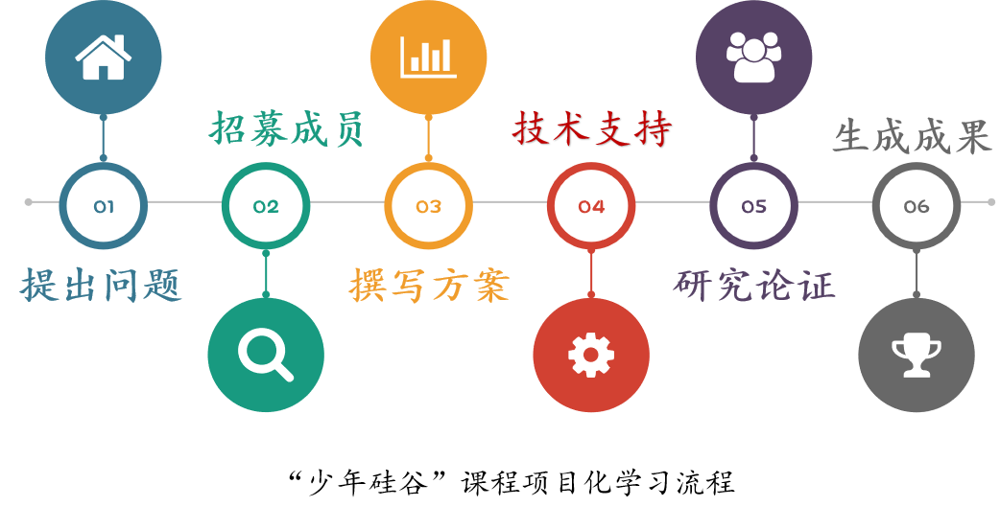 招募成员
技术支持
生成成果
01
02
03
04
05
06
提出问题
撰写方案
研究论证
“少年硅谷”课程项目化学习流程